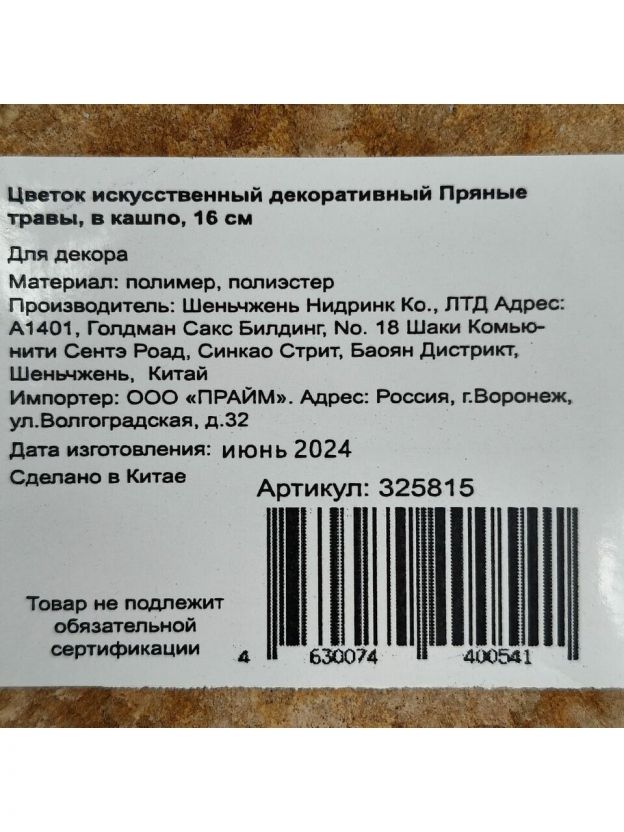 Цветок искусственный декоративный Пряные
травы, в кашпо, 16 см
Для декора
Материал: полимер, полиэстер
Производитель: Шеньчжень Нидринк Ко., ЛТД Адрес:
А1401, Голдман Сакс Билдинг, No. 18 Шаки Комью-
нити Сентэ Роад, Синкао Стрит, Баоян Дистрикт,
Шеньчжень, Китай
Импортер: ООО «ПРАЙМ». Адрес: Россия, г.Воронеж,
ул.Волгоградская, д.32
Дата изготовления: июнь 2024
Сделано в Китае
Артикул: 325815
Товар не подлежит
обязательной
сертификации
4 630074 400541